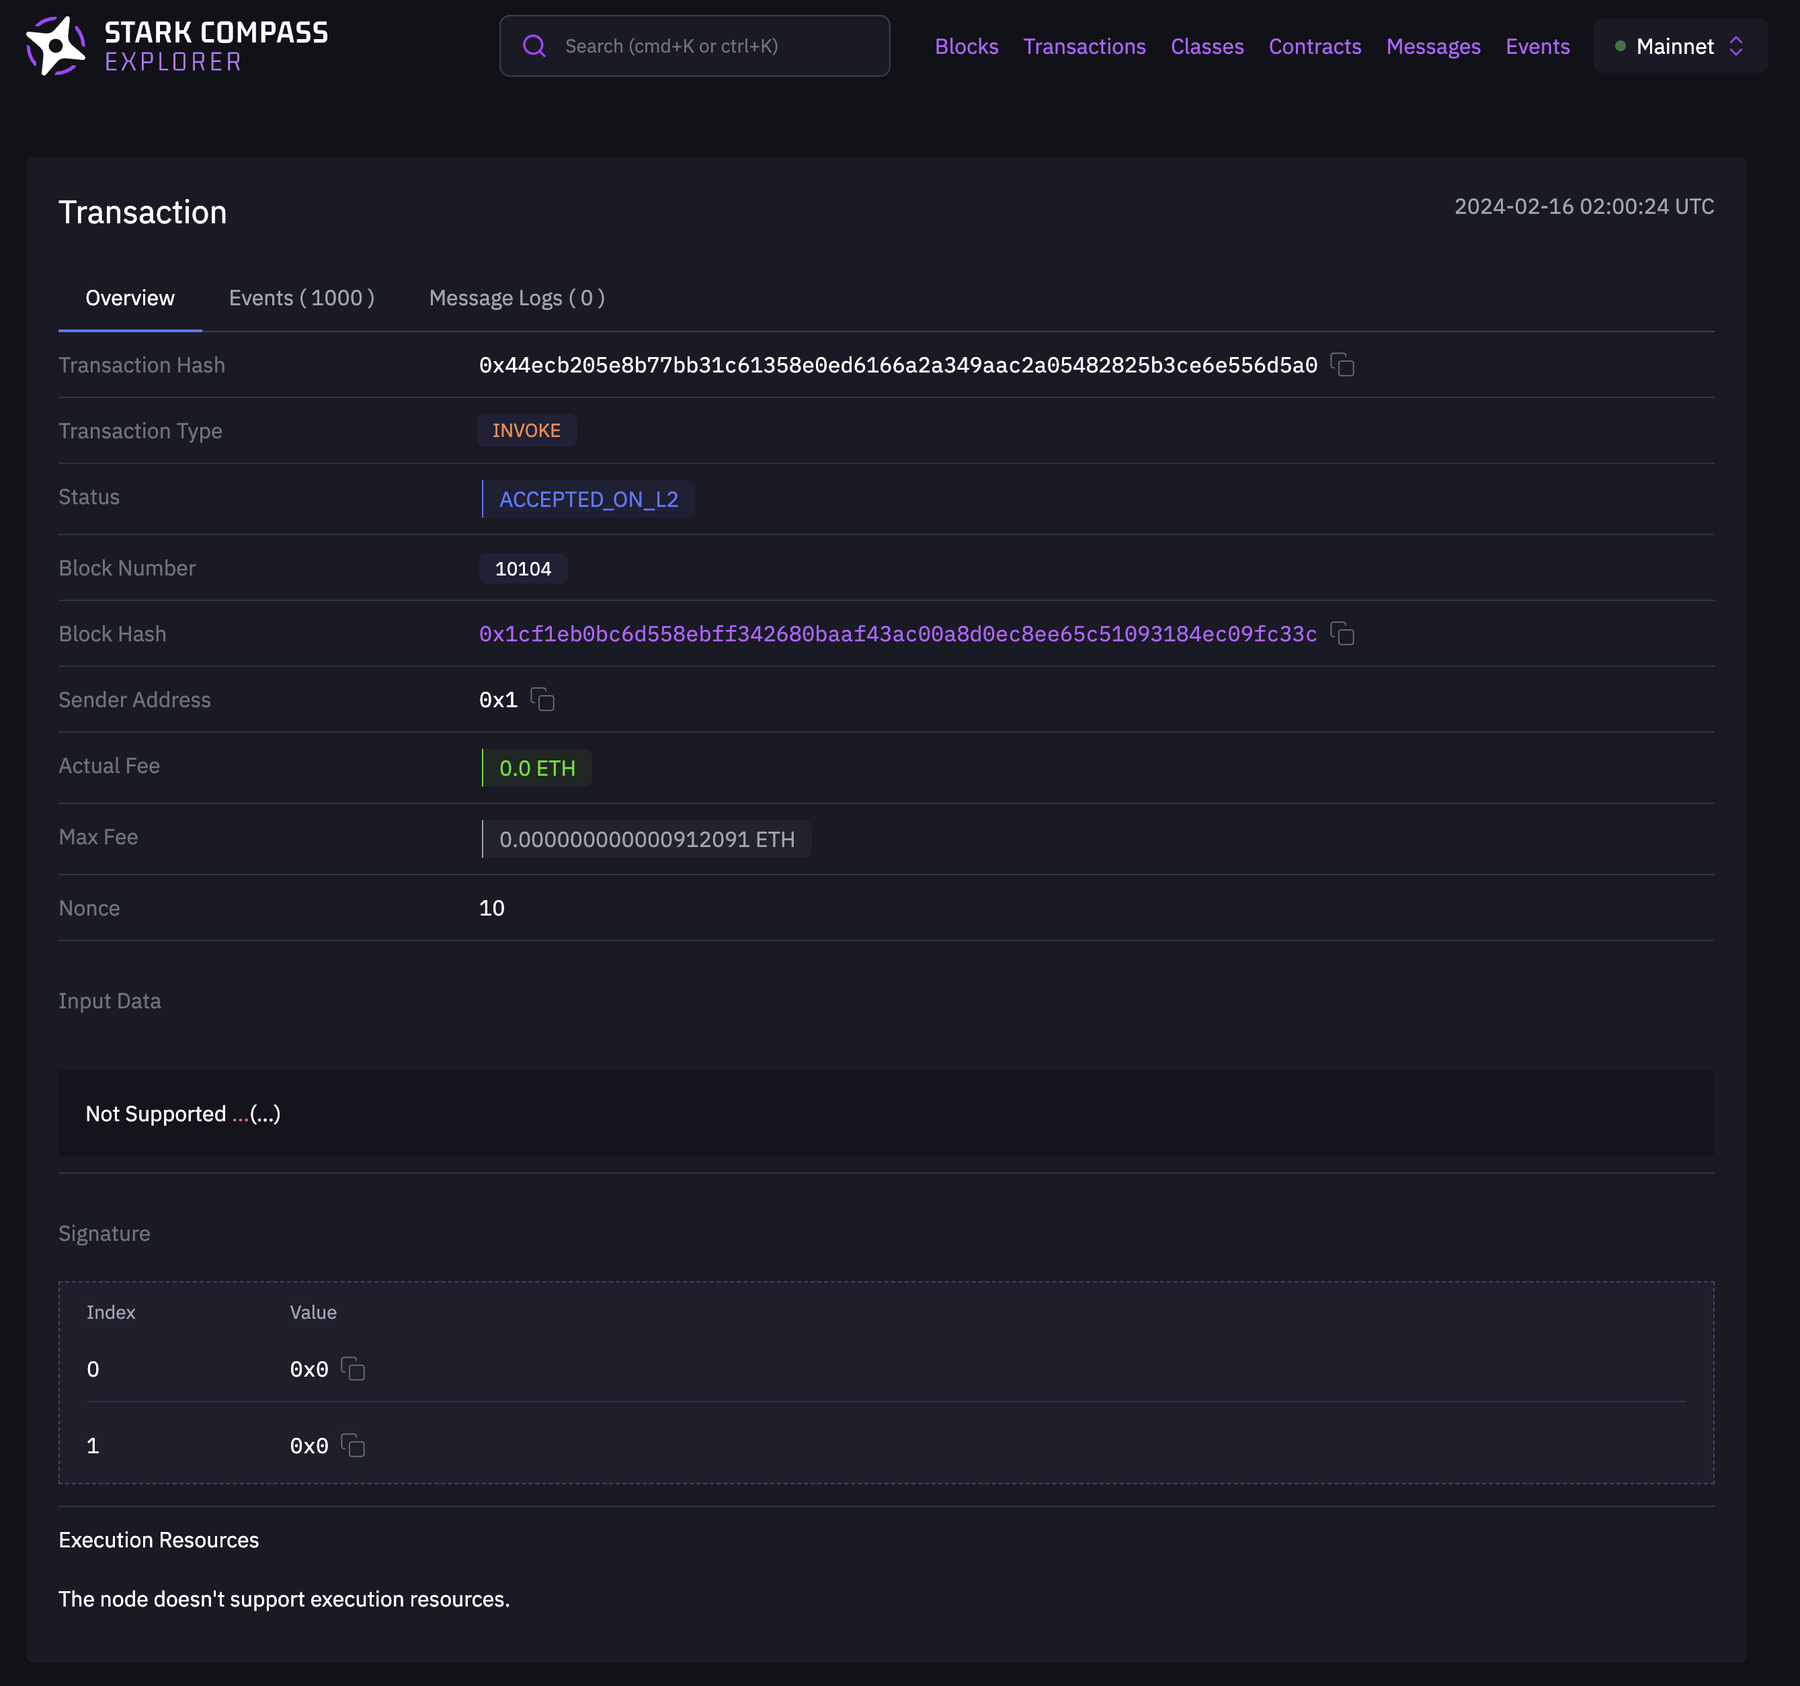 STARK COMPASS
EXPLORER
Search (cmd+K or ctrl+K)
Blocks Transactions Classes Contracts Messages Events
Mainnet
Transaction
2024-02-16 02:00:24 UTC
Overview Events ( 1000 ) Message Logs ( 0 )
Transaction Hash 0x44ecb205e8b77bb31c61358e0ed6166a2a349aac2a05482825b3ce6e556d5a0
Transaction Type INVOKE
Status ACCEPTED_ON_L2
Block Number 10104
Block Hash 0x1cf1eb0bc6d558ebff342680baaf43ac00a8d0ec8ee65c51093184ec09fc33c
Sender Address 0x1
Actual Fee 0.0 ETH
Max Fee 0.000000000000912091 ETH
Nonce 10
Input Data
Not Supported ...(...)
Signature
Index Value
0 0x0
1 0x0
Execution Resources
The node doesn't support execution resources.